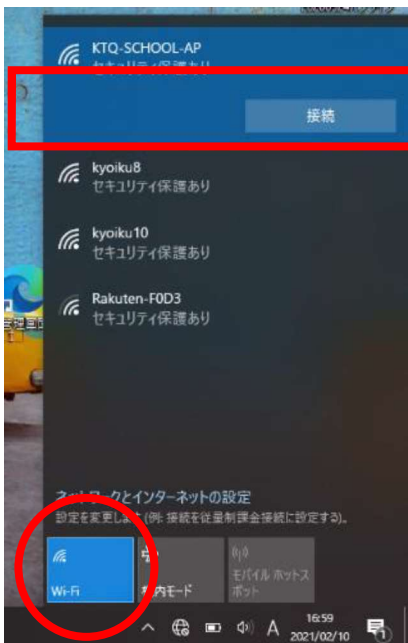 KTQ-SCHOOL-AP
セキュリティ保護あり
接続
kyoiku8
セキュリティ保護あり
kyoiku10
セキュリティ保護あり
Rakuten-F0D3
セキュリティ保護あり
ネットワークとインターネットの設定
設定を変更します (例: 接続を従量制課金接続に設定する)。
Wi-Fi
機内モード
モバイル ホットス
ポット
A
16:59
2021/02/10
1